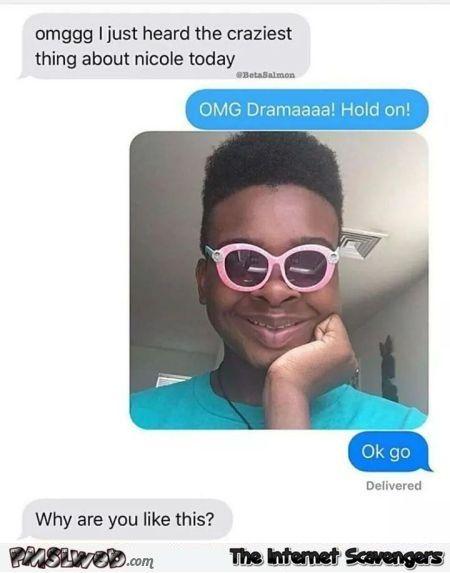 omggg I just heard the craziest
thing about nicole today
@BetaSalmon
OMG Dramaaaa! Hold on!
Ok go
Delivered
Why are you like this?
PMSLWEB.com
The Internet Scavengers